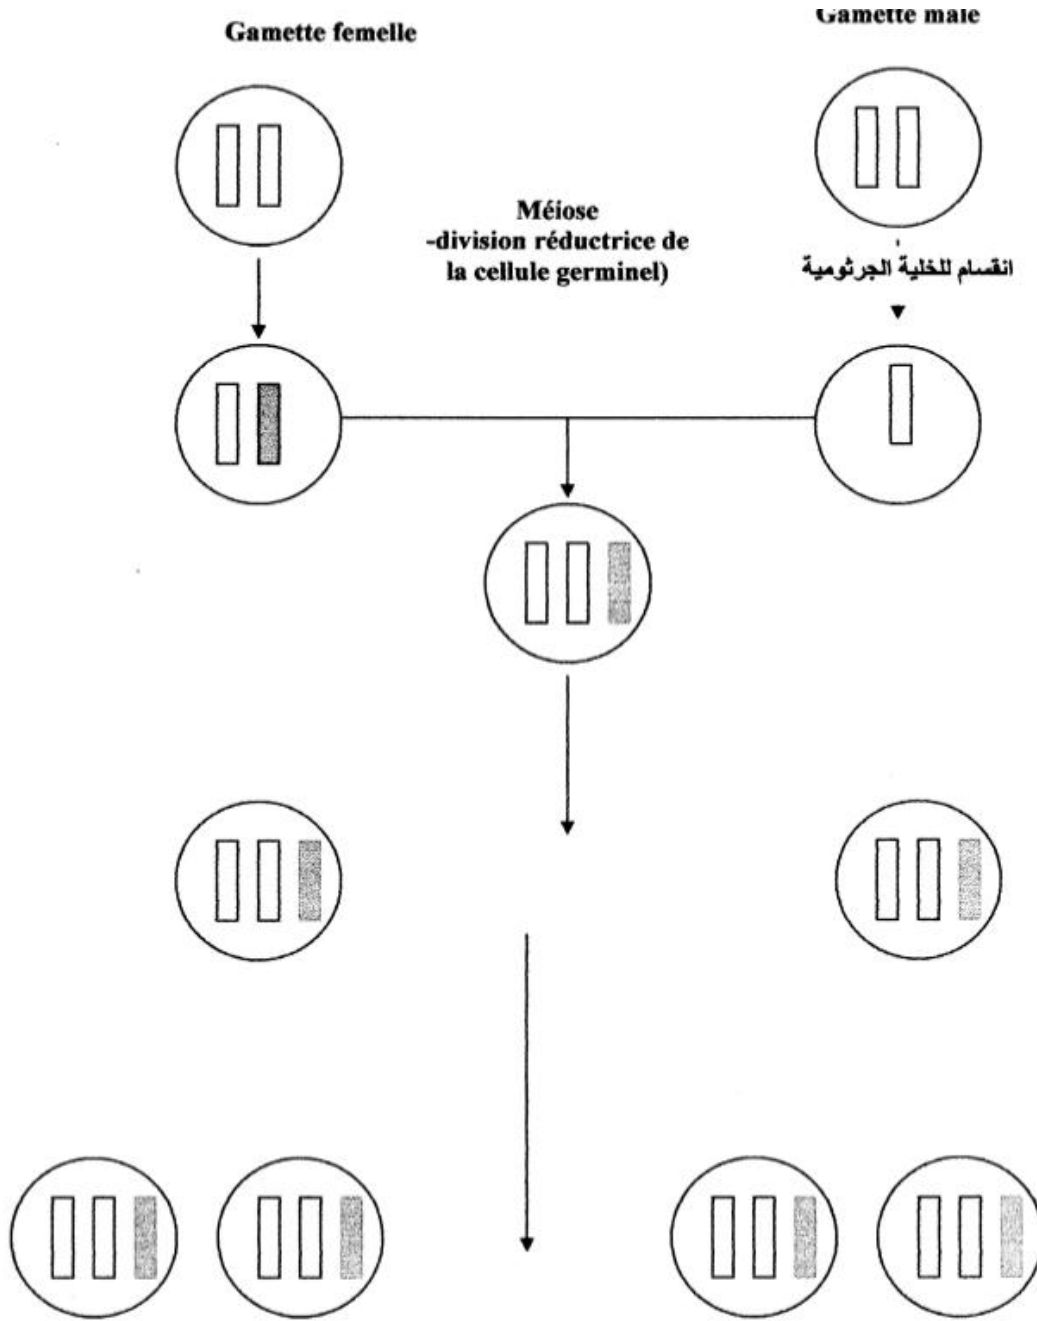 Gamette femelle
Gamette male
Méiose
-division réductrice de
la cellule germinel)
انقسام للخلية الجرثومية